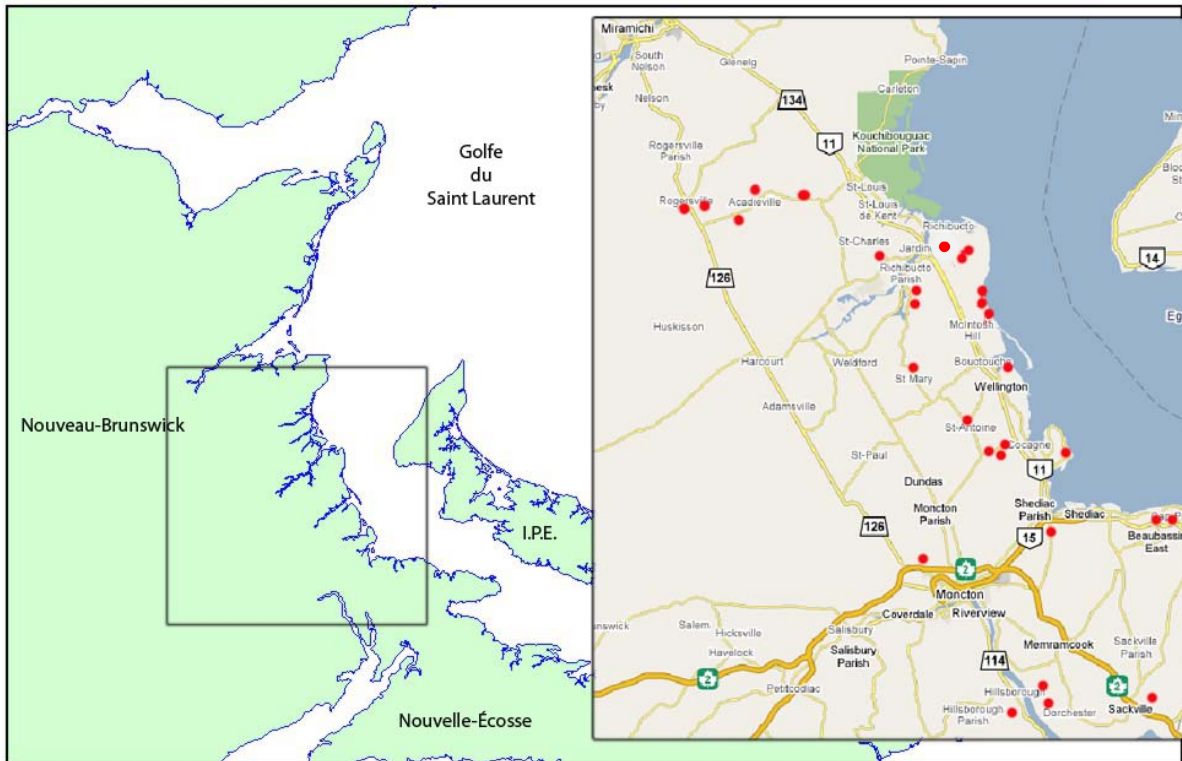 Golfe
du
Saint Laurent
Nouveau-Brunswick
I.P.E.
Nouvelle-Écosse
Miramichi
South
Nelson
Glenelg
Pointe-Sapin
Carleton
Nelson
134
Kouchibouguac
National Park
11
Rogersville
Parish
St-Louis
Rogersville
Acadieville
St-Louis
de Kent
Richibucto
St-Charles
Jardin
Richibucto
Parish
14
126
Huskisson
McIntosh
Hill
Harcourt
Weldford
Bouctouche
St Mary
Wellington
Adamsville
St-Antoine
Cocagne
St-Paul
11
Dundas
Moncton
Parish
Shediac
Parish
Shediac
126
15
Beaubassin
East
2
Moncton
Coverdale
Riverview
Salem
Hicksville
Salisbury
Havelock
Salisbury
Parish
Memramcook
Sackville
Parish
114
2
Petitcodiac
Hillsborough
2
Hillsborough
Parish
Dorchester
Sackville